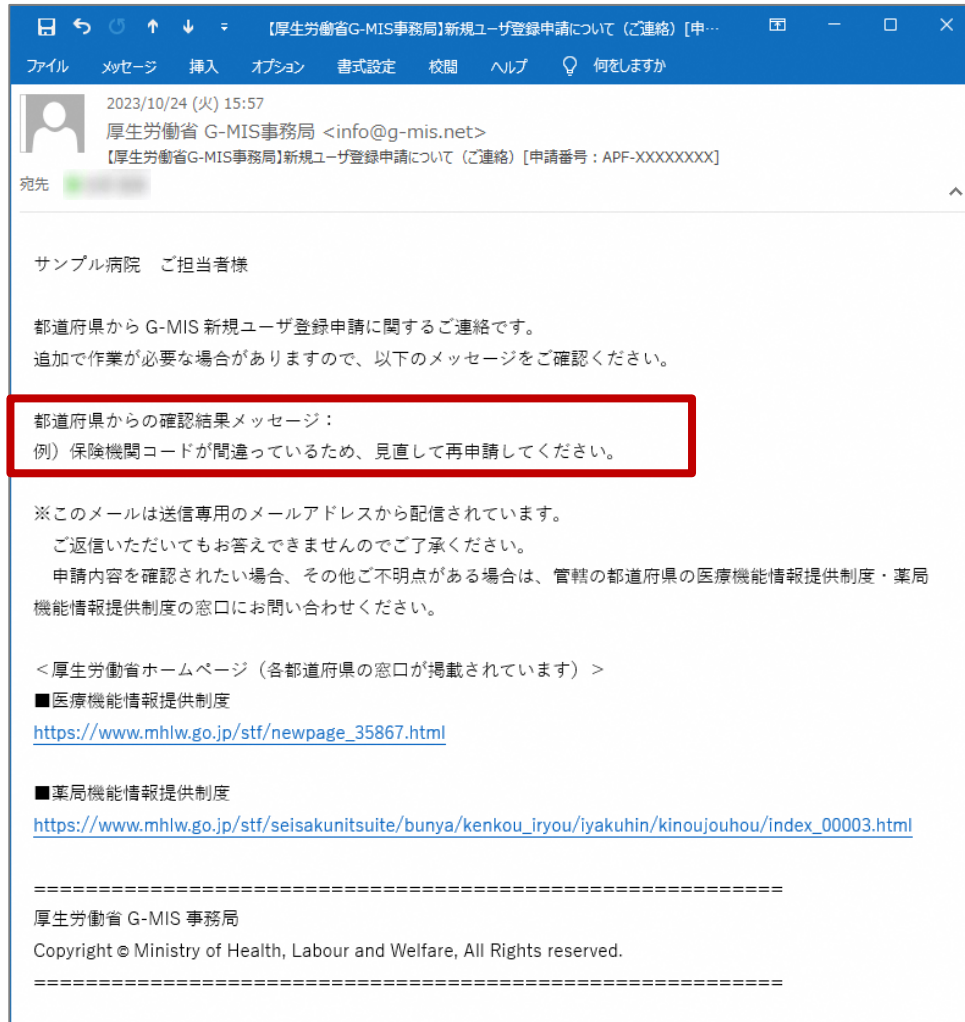 【厚生労働省G-MIS事務局】新規ユーザ登録申請について（ご連絡）[申…
ファイル メッセージ 挿入 オプション 書式設定 校閲 ヘルプ 何をしますか
2023/10/24 (火) 15:57
厚生労働省 G-MIS事務局 <info@g-mis.net>
【厚生労働省G-MIS事務局】新規ユーザ登録申請について（ご連絡）[申請番号：APF-XXXXXXXX]
宛先
サンプル病院　ご担当者様
都道府県から G-MIS 新規ユーザ登録申請に関するご連絡です。
追加で作業が必要な場合がありますので、以下のメッセージをご確認ください。
都道府県からの確認結果メッセージ：
例）保険機関コードが間違っているため、見直して再申請してください。
※このメールは送信専用のメールアドレスから配信されています。
ご返信いただいてもお答えできませんのでご了承ください。
申請内容を確認されたい場合、その他ご不明点がある場合は、管轄の都道府県の医療機能情報提供制度・薬局
機能情報提供制度の窓口にお問い合わせください。
＜厚生労働省ホームページ（各都道府県の窓口が掲載されています）＞
■医療機能情報提供制度
https://www.mhlw.go.jp/stf/newpage_35867.html
■薬局機能情報提供制度
https://www.mhlw.go.jp/stf/seisakunitsuite/bunya/kenkou_iryou/iyakuhin/kinoujouhou/index_00003.html
==========================================================
厚生労働省 G-MIS 事務局
Copyright © Ministry of Health, Labour and Welfare, All Rights reserved.
==========================================================